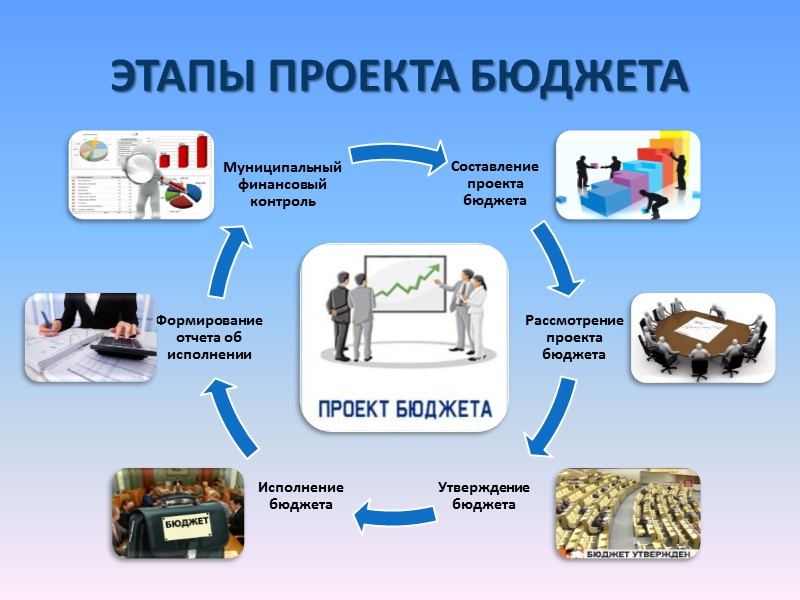 ЭТАПЫ ПРОЕКТА БЮДЖЕТА
Муниципальный
финансовый
контроль
Составление
проекта
бюджета
Рассмотрение
проекта
бюджета
Утверждение
бюджета
БЮДЖЕТ УТВЕРЖДЕН
Исполнение
бюджета
БЮДЖЕТ
Формирование
отчета об
исполнении
ПРОЕКТ БЮДЖЕТА